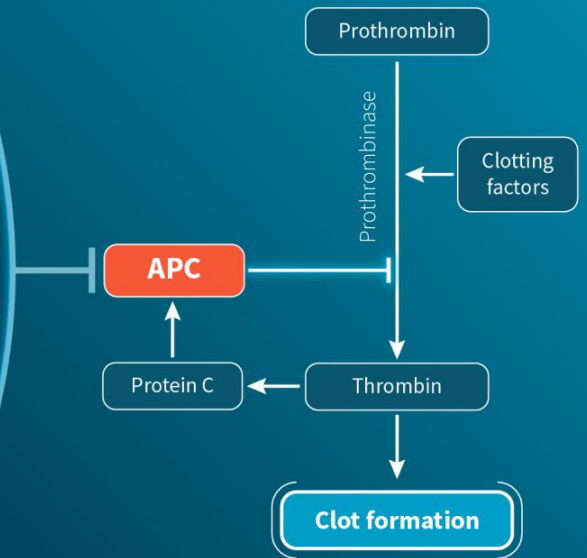 Prothrombin
Prothrombinase
Clotting
factors
APC
Protein C
Thrombin
Clot formation